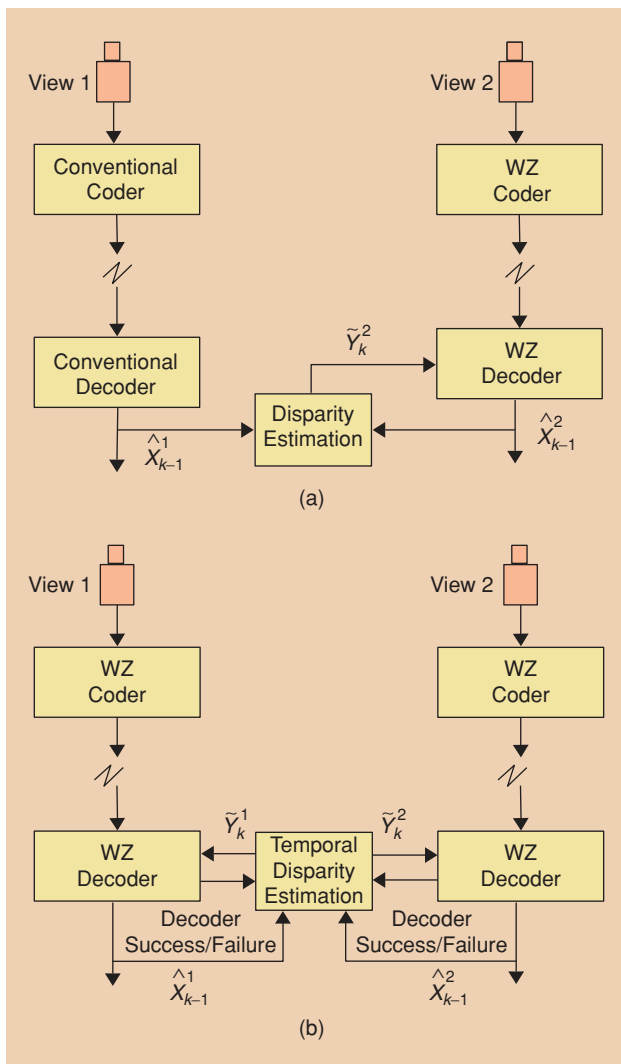 View 1
View 2
Conventional
Coder
WZ
Coder
Conventional
Decoder
Ỹ²ₖ
WZ
Decoder
Disparity
Estimation
X̂¹ₖ₋₁
X̂²ₖ₋₁
(a)
View 1
View 2
WZ
Coder
WZ
Coder
Ỹ¹ₖ
Ỹ²ₖ
WZ
Decoder
Temporal
Disparity
Estimation
WZ
Decoder
Decoder
Success/Failure
Decoder
Success/Failure
X̂¹ₖ₋₁
X̂²ₖ₋₁
(b)